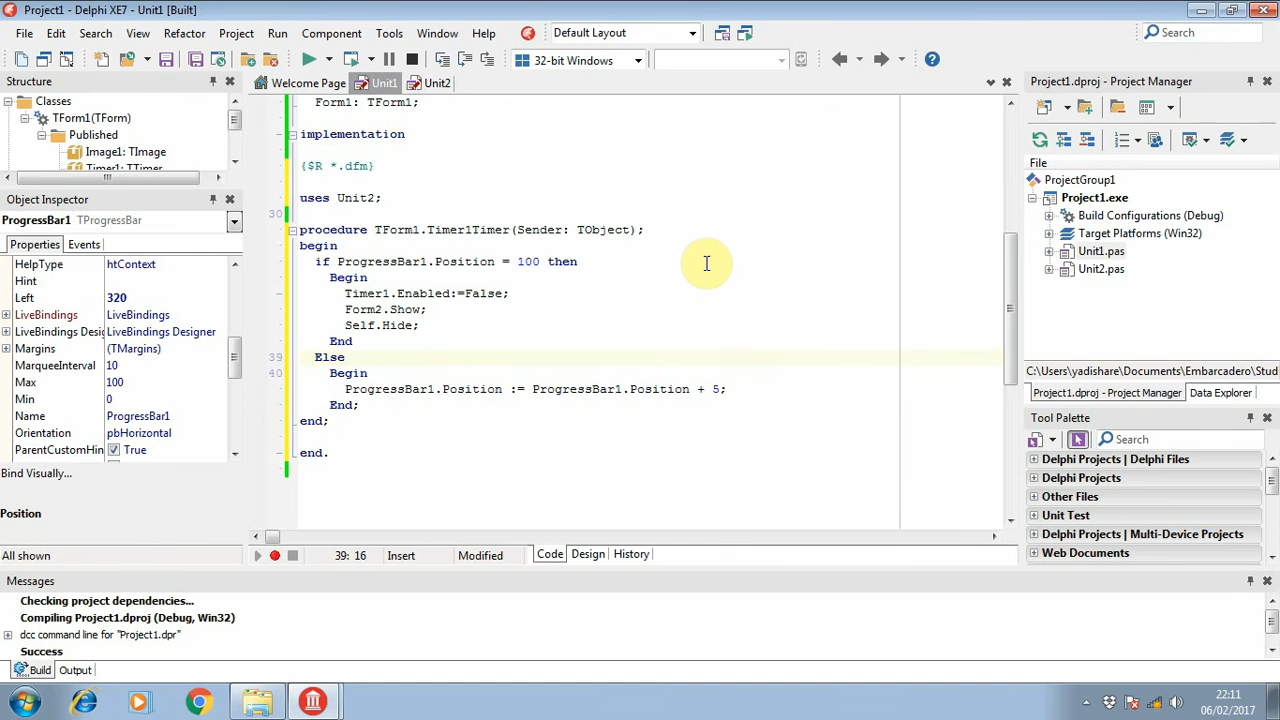 Project1 - Delphi XE7 - Unit1 [Built]
File Edit Search View Refactor Project Run Component Tools Window Help
Default Layout
Search
32-bit Windows
Structure
Classes
TForm1(TForm)
Published
Image1: TImage
Timer1: TTimer
Object Inspector
ProgressBar1 TProgressBar
Properties Events
HelpType htContext
Hint
Left 320
LiveBindings LiveBindings
LiveBindings Desig LiveBindings Designer
Margins (TMargins)
MarqueeInterval 10
Max 100
Min 0
Name ProgressBar1
Orientation pbHorizontal
ParentCustomHin True
Bind Visually...
Position
All shown
Welcome Page Unit1 Unit2
Form1: TForm1;
implementation
{$R *.dfm}
uses Unit2;
30
procedure TForm1.Timer1Timer(Sender: TObject);
begin
if ProgressBar1.Position = 100 then
Begin
Timer1.Enabled:=False;
Form2.Show;
Self.Hide;
End
39 Else
40 Begin
ProgressBar1.Position := ProgressBar1.Position + 5;
End;
end;
end.
39: 16 Insert Modified Code Design History
Project1.dproj - Project Manager
File
ProjectGroup1
Project1.exe
Build Configurations (Debug)
Target Platforms (Win32)
Unit1.pas
Unit2.pas
C:\Users\yadishare\Documents\Embarcadero\Stud
Project1.dproj - Project Manager Data Explorer
Tool Palette
Search
Delphi Projects | Delphi Files
Delphi Projects
Other Files
Unit Test
Delphi Projects | Multi-Device Projects
Web Documents
Messages
Checking project dependencies...
Compiling Project1.dproj (Debug, Win32)
dcc command line for "Project1.dpr"
Success
Build Output
22:11
06/02/2017